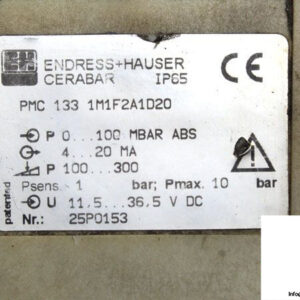 ENDRESS+HAUSER
CERABAR IP65
PMC 133 1M1F2A1D20
P 0...100 MBAR ABS
4...20 MA
P 100...300
Psens. 1 bar; Pmax. 10 bar
U 11,5...36,5 V DC
Nr.: 25P0153
patented